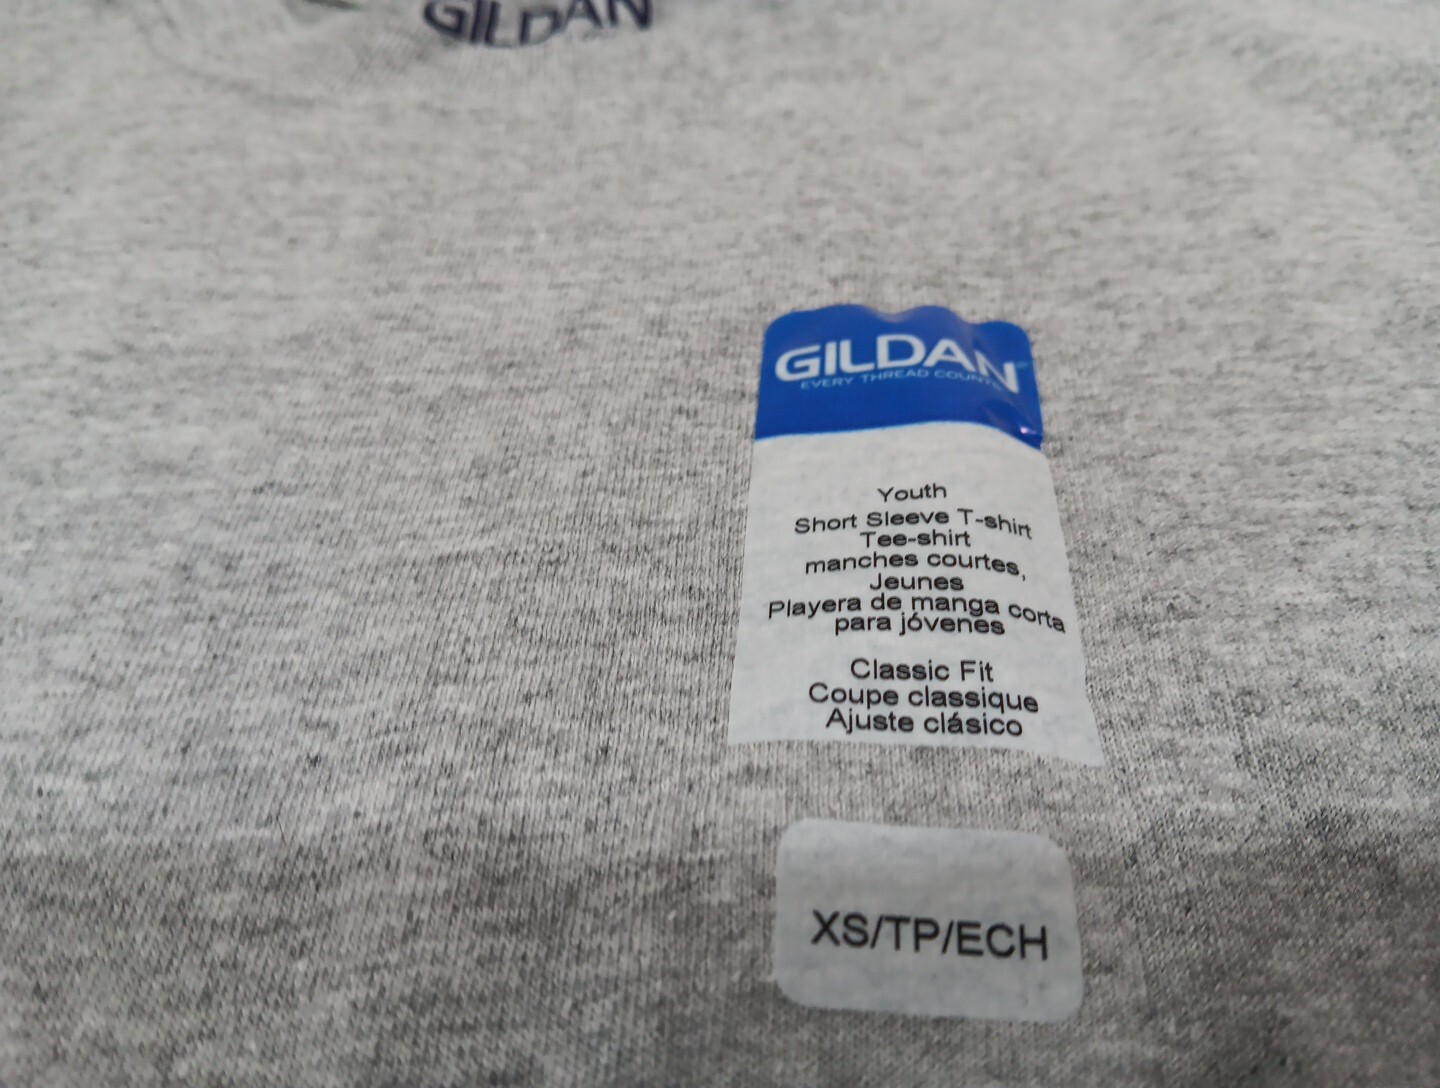 GILDAN
GILDAN
EVERY THREAD COUNTS
Youth
Short Sleeve T-shirt
Tee-shirt
manches courtes,
Jeunes
Playera de manga corta
para jóvenes
Classic Fit
Coupe classique
Ajuste clásico
XS/TP/ECH